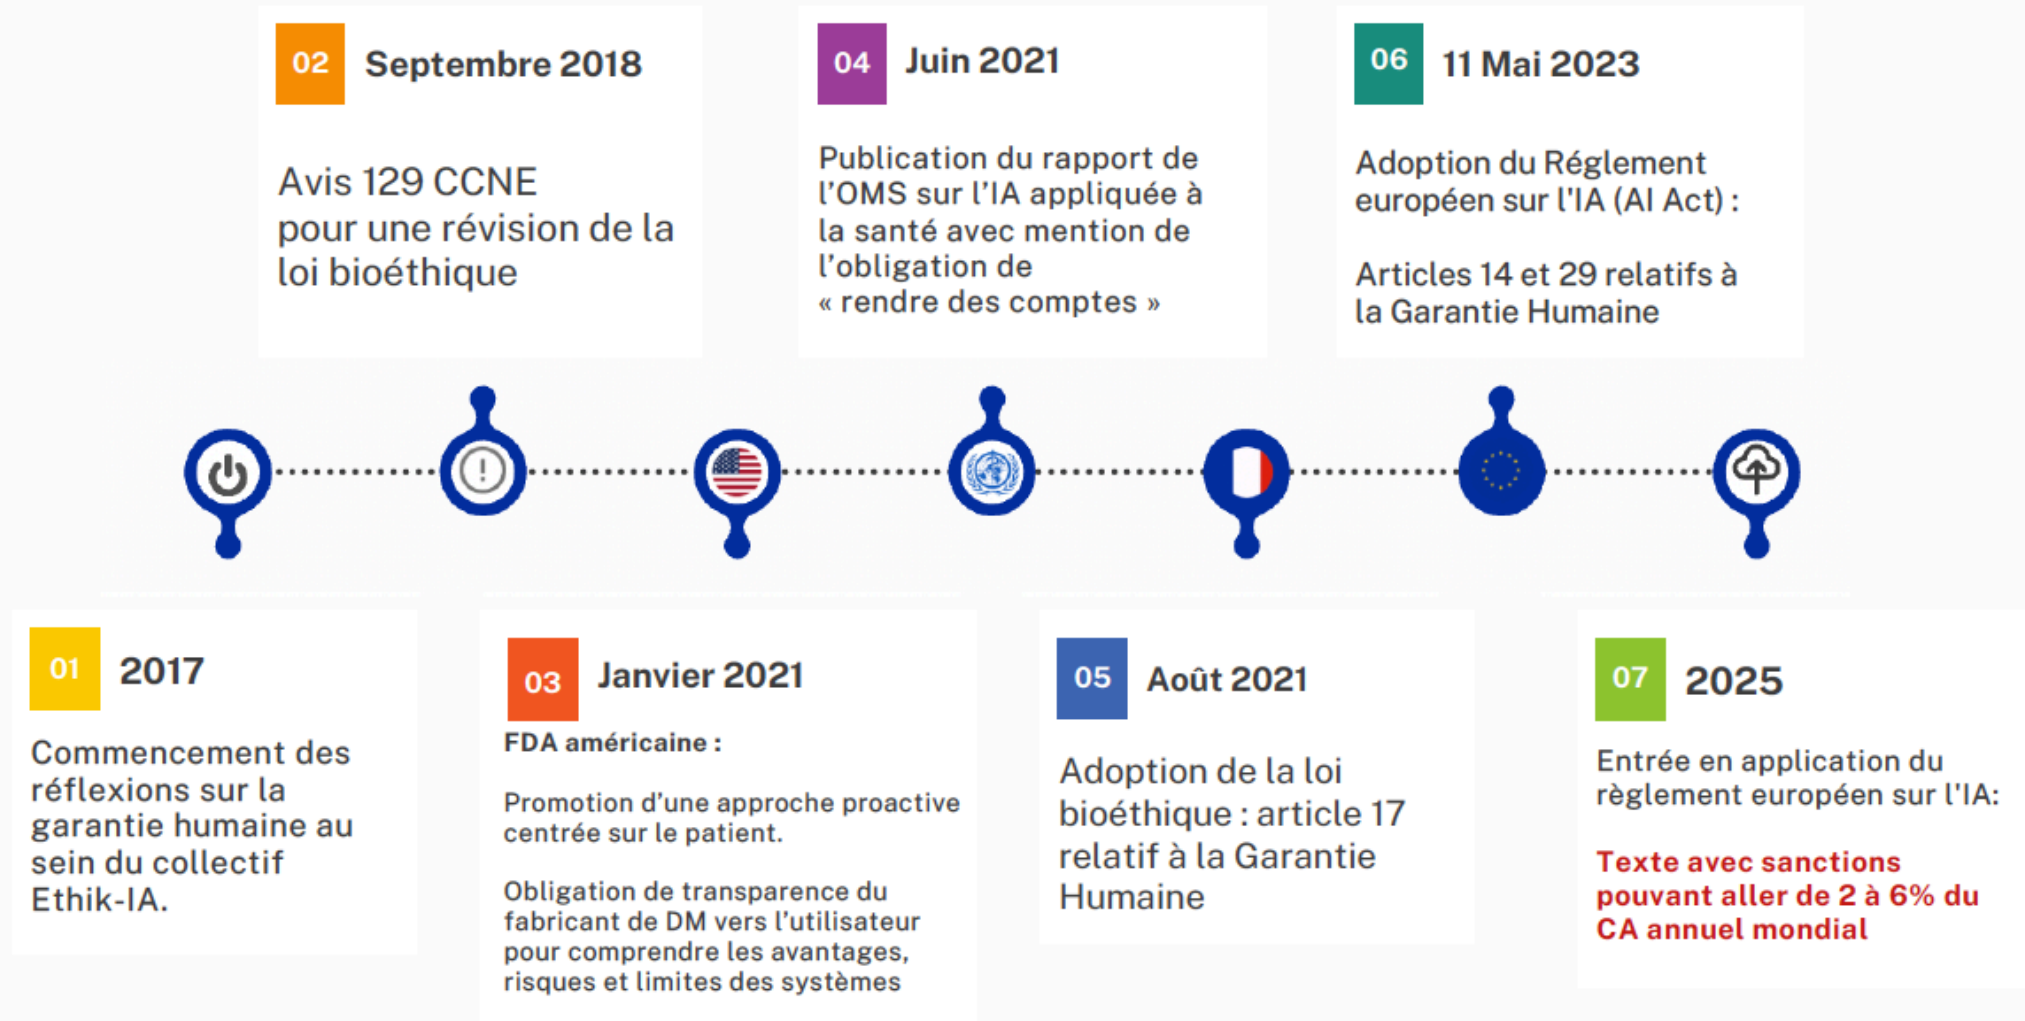 02
Septembre 2018
Avis 129 CCNE
pour une révision de la
loi bioéthique
04
Juin 2021
Publication du rapport de
l'OMS sur l'IA appliquée à
la santé avec mention de
l'obligation de
« rendre des comptes »
06
11 Mai 2023
Adoption du Réglement
européen sur l'IA (AI Act) :
Articles 14 et 29 relatifs à
la Garantie Humaine
01
2017
Commencement des
réflexions sur la
garantie humaine au
sein du collectif
Ethik-IA.
03
Janvier 2021
FDA américaine :
Promotion d'une approche proactive
centrée sur le patient.
Obligation de transparence du
fabricant de DM vers l'utilisateur
pour comprendre les avantages,
risques et limites des systèmes
05
Août 2021
Adoption de la loi
bioéthique : article 17
relatif à la Garantie
Humaine
07
2025
Entrée en application du
règlement européen sur l'IA:
Texte avec sanctions
pouvant aller de 2 à 6% du
CA annuel mondial